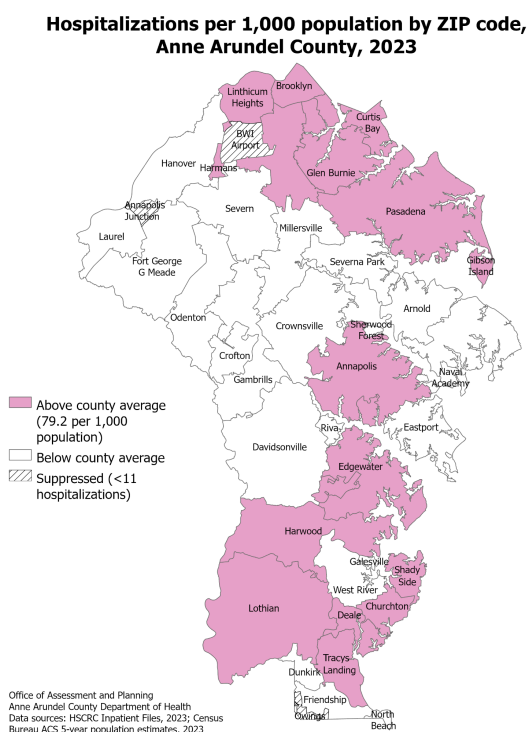 Hospitalizations per 1,000 population by ZIP code,
Anne Arundel County, 2023
Brooklyn
Linthicum
Heights
Curtis
Bay
BWI
Airport
Hanover
Harmans
Glen Burnie
Annapolis
Junction
Severn
Pasadena
Millersville
Laurel
Fort George
G Meade
Severna Park
Gibson
Island
Arnold
Odenton
Crownsville
Sherwood
Forest
Crofton
Annapolis
Naval
Academy
Gambrills
Riva
Eastport
Davidsonville
Edgewater
Above county average
(79.2 per 1,000
population)
Below county average
Suppressed (<11
hospitalizations)
Harwood
Galesville
Shady
Side
West River
Lothian
Churchton
Deale
Tracys
Landing
Dunkirk
Friendship
Owings
North
Beach
Office of Assessment and Planning
Anne Arundel County Department of Health
Data sources: HSCRC Inpatient Files, 2023; Census
Bureau ACS 5-year population estimates, 2023